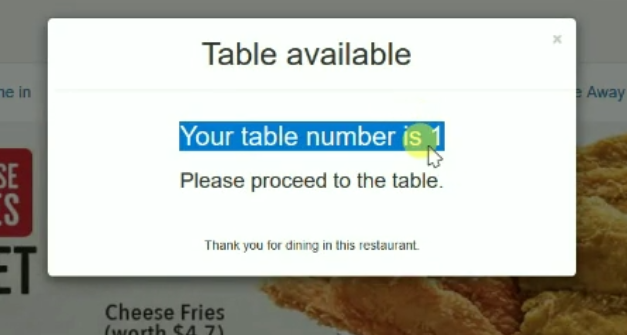 Table available
×
ne in
e Away
Your table number is 1
Please proceed to the table.
Thank you for dining in this restaurant.
SE
ES
ET
Cheese Fries
(worth $4.7)